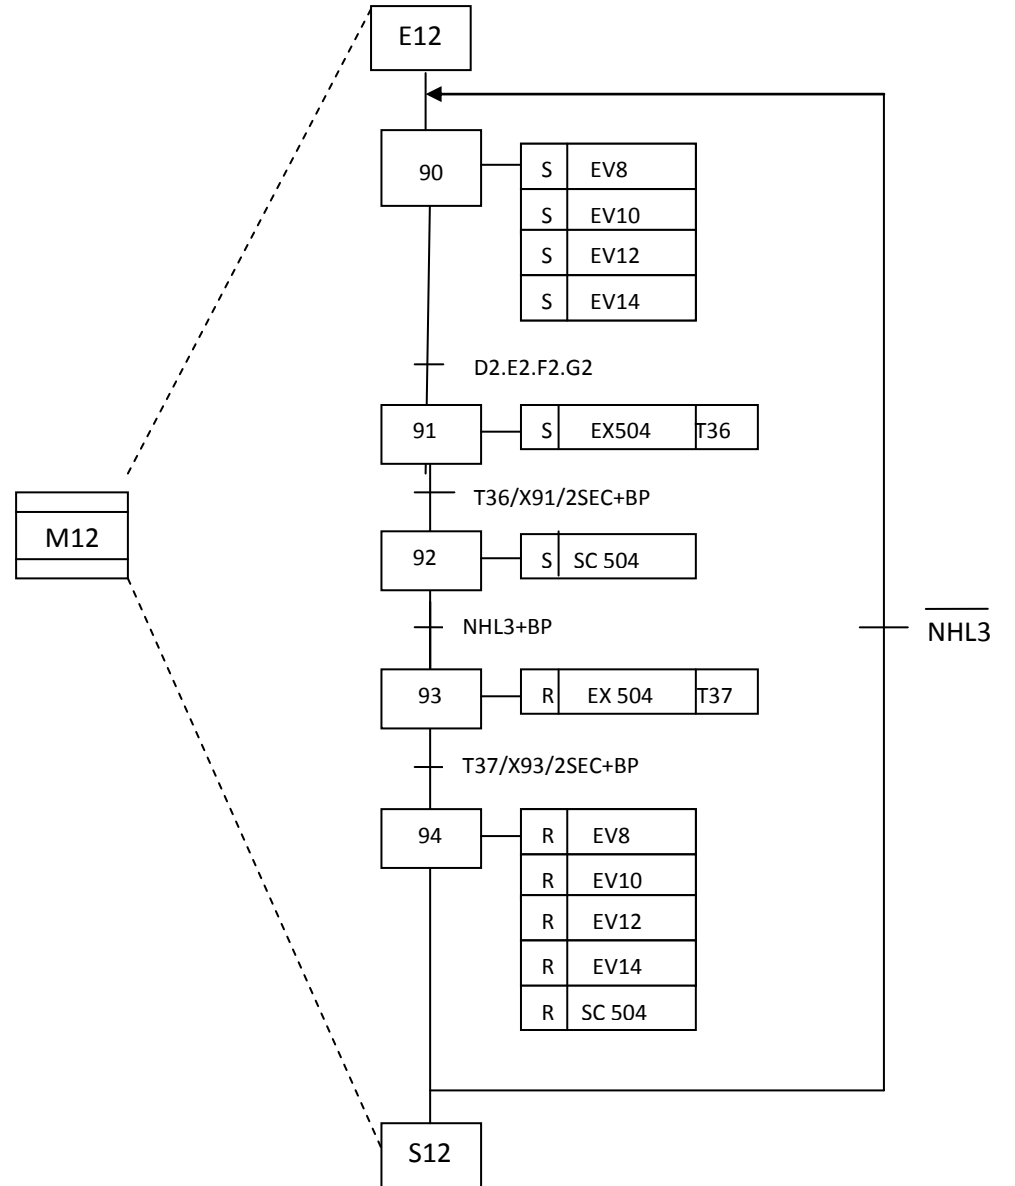 E12
90
S EV8
S EV10
S EV12
S EV14
D2.E2.F2.G2
91
S EX504 T36
T36/X91/2SEC+BP
M12
92
S SC 504
NHL3+BP
NHL3
93
R EX 504 T37
T37/X93/2SEC+BP
94
R EV8
R EV10
R EV12
R EV14
R SC 504
S12